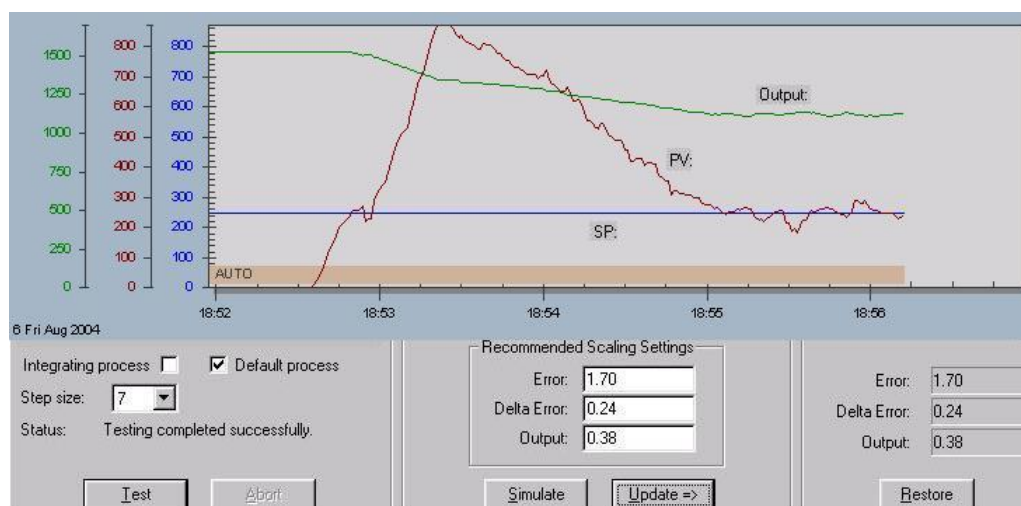 1500 800 800
1250 700 700
600 600
1000 500 500
750 400 400
500 300 300
200 200
250 100 100
0 0 0
Output:
PV:
SP:
AUTO
18:52 18:53 18:54 18:55 18:56
6 Fri Aug 2004
Integrating process Default process
Step size: 7
Status: Testing completed successfully.
Test Abort
Recommended Scaling Settings
Error: 1.70
Delta Error: 0.24
Output: 0.38
Simulate Update =>
Error: 1.70
Delta Error: 0.24
Output: 0.38
Restore